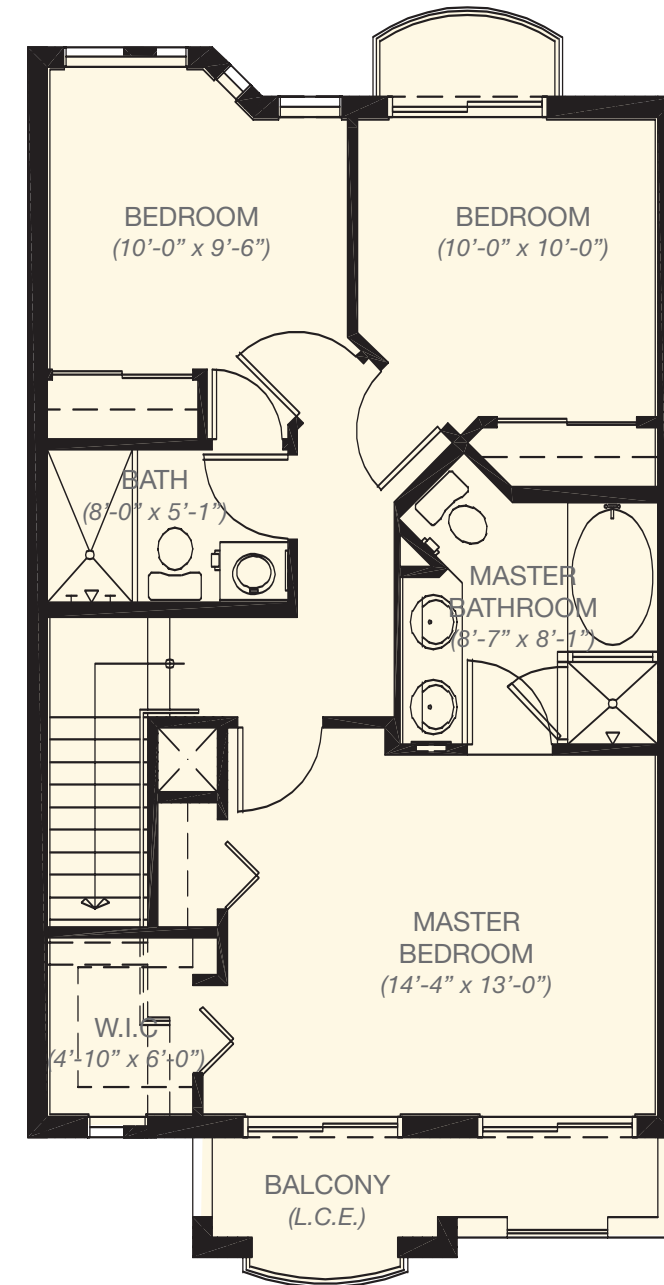 BEDROOM
(10’-0” x 9’-6”)
BEDROOM
(10’-0” x 10’-0”)
BATH
(8’-0” x 5’-1”)
MASTER
BATHROOM
(8’-7” x 8’-1”)
MASTER
BEDROOM
(14’-4” x 13’-0”)
W.I.C
(4’-10” x 6’-0”)
BALCONY
(L.C.E.)